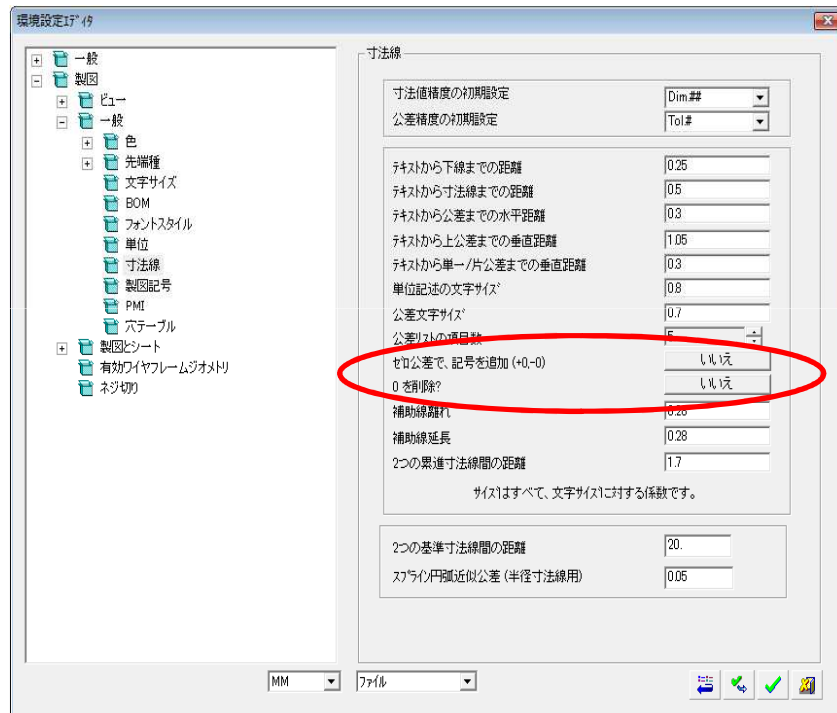 環境設定ｴﾃﾞｨﾀ
一般
製図
ﾋﾞｭｰ
一般
色
先端種
文字サイズ
BOM
フォントスタイル
単位
寸法線
製図記号
PMI
穴テーブル
製図とシート
有効ワイヤフレームジオメトリ
ネジ切り
寸法線
寸法値精度の初期設定 Dim.##
公差精度の初期設定 Tol.#
ﾃｷｽﾄから下線までの距離 0.25
ﾃｷｽﾄから寸法線までの距離 0.5
ﾃｷｽﾄから公差までの水平距離 0.3
ﾃｷｽﾄから上公差までの垂直距離 1.05
ﾃｷｽﾄから単一/片公差までの垂直距離 0.3
単位記述の文字ｻｲｽﾞ 0.8
公差文字ｻｲｽﾞ 0.7
公差ﾘｽﾄの項目数 5
ｾﾞﾛ公差で、記号を追加 (+0,-0) いいえ
0 を削除? いいえ
補助線離れ 0.28
補助線延長 0.28
2つの累進寸法線間の距離 1.7
ｻｲｽﾞはすべて、文字ｻｲｽﾞに対する係数です。
2つの基準寸法線間の距離 20.
ｽﾌﾟﾗｲﾝ円弧近似公差 (半径寸法線用) 0.05
MM ﾌｧｲﾙ